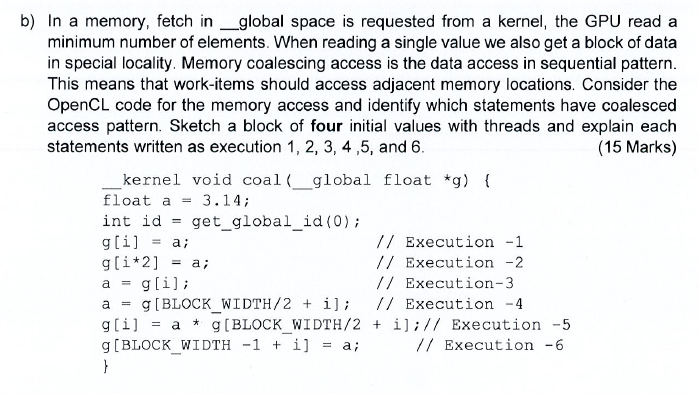 b) In a memory, fetch in __global space is requested from a kernel, the GPU read a
minimum number of elements. When reading a single value we also get a block of data
in special locality. Memory coalescing access is the data access in sequential pattern.
This means that work-items should access adjacent memory locations. Consider the
OpenCL code for the memory access and identify which statements have coalesced
access pattern. Sketch a block of four initial values with threads and explain each
statements written as execution 1, 2, 3, 4 ,5, and 6. (15 Marks)
__kernel void coal(__global float *g) {
float a = 3.14;
int id = get_global_id(0);
g[i] = a; // Execution -1
g[i*2] = a; // Execution -2
a = g[i]; // Execution-3
a = g[BLOCK_WIDTH/2 + i]; // Execution -4
g[i] = a * g[BLOCK_WIDTH/2 + i];// Execution -5
g[BLOCK_WIDTH -1 + i] = a; // Execution -6
}